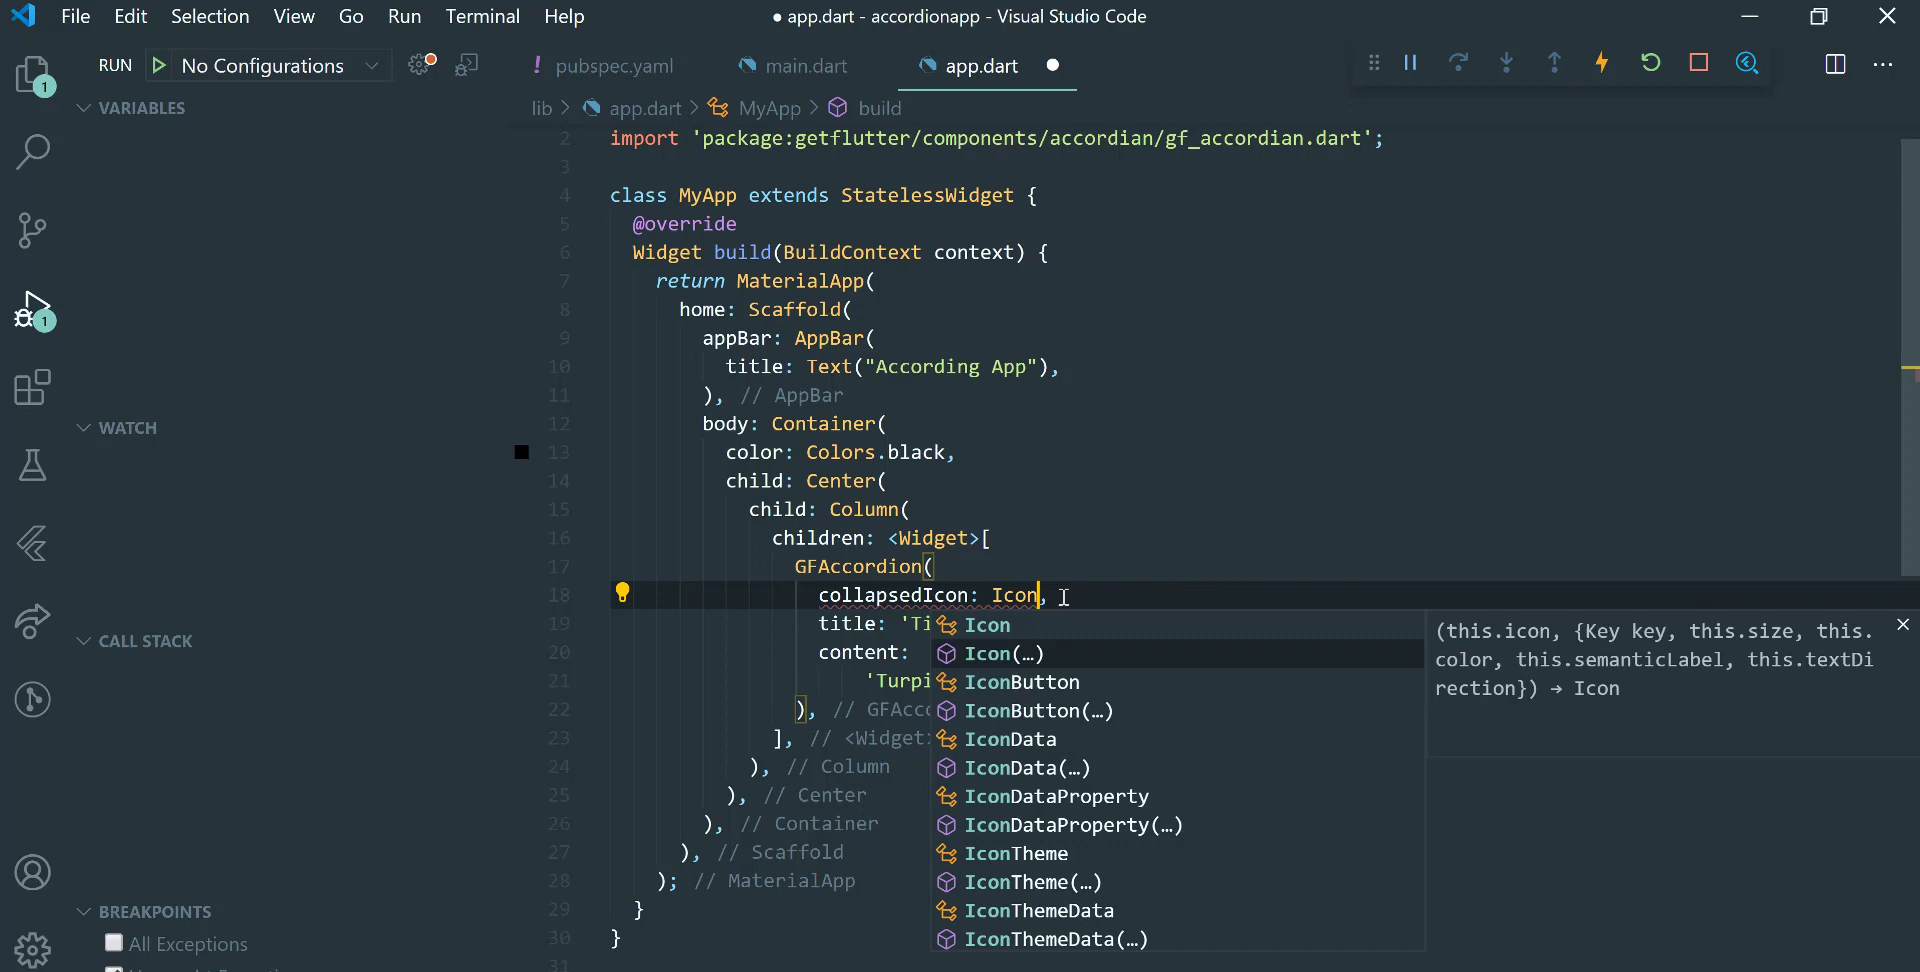 File Edit Selection View Go Run Terminal Help
● app.dart - accordionapp - Visual Studio Code
1
1
RUN No Configurations
VARIABLES
WATCH
CALL STACK
BREAKPOINTS
All Exceptions
! pubspec.yaml main.dart app.dart
lib > app.dart > MyApp > build
2 import 'package:getflutter/components/accordian/gf_accordian.dart';
3
4 class MyApp extends StatelessWidget {
5 @override
6 Widget build(BuildContext context) {
7 return MaterialApp(
8 home: Scaffold(
9 appBar: AppBar(
10 title: Text("According App"),
11 ), // AppBar
12 body: Container(
13 color: Colors.black,
14 child: Center(
15 child: Column(
16 children: <Widget>[
17 GFAccordion(
18 collapsedIcon: Icon,
19 title: 'Ti
20 content:
21 'Turpi
22 ), // GFAcco
23 ], // <Widget>
24 ), // Column
25 ), // Center
26 ), // Container
27 ), // Scaffold
28 ); // MaterialApp
29 }
30 }
31
Icon
Icon(…)
IconButton
IconButton(…)
IconData
IconData(…)
IconDataProperty
IconDataProperty(…)
IconTheme
IconTheme(…)
IconThemeData
IconThemeData(…)
(this.icon, {Key key, this.size, this.
color, this.semanticLabel, this.textDi
rection}) → Icon